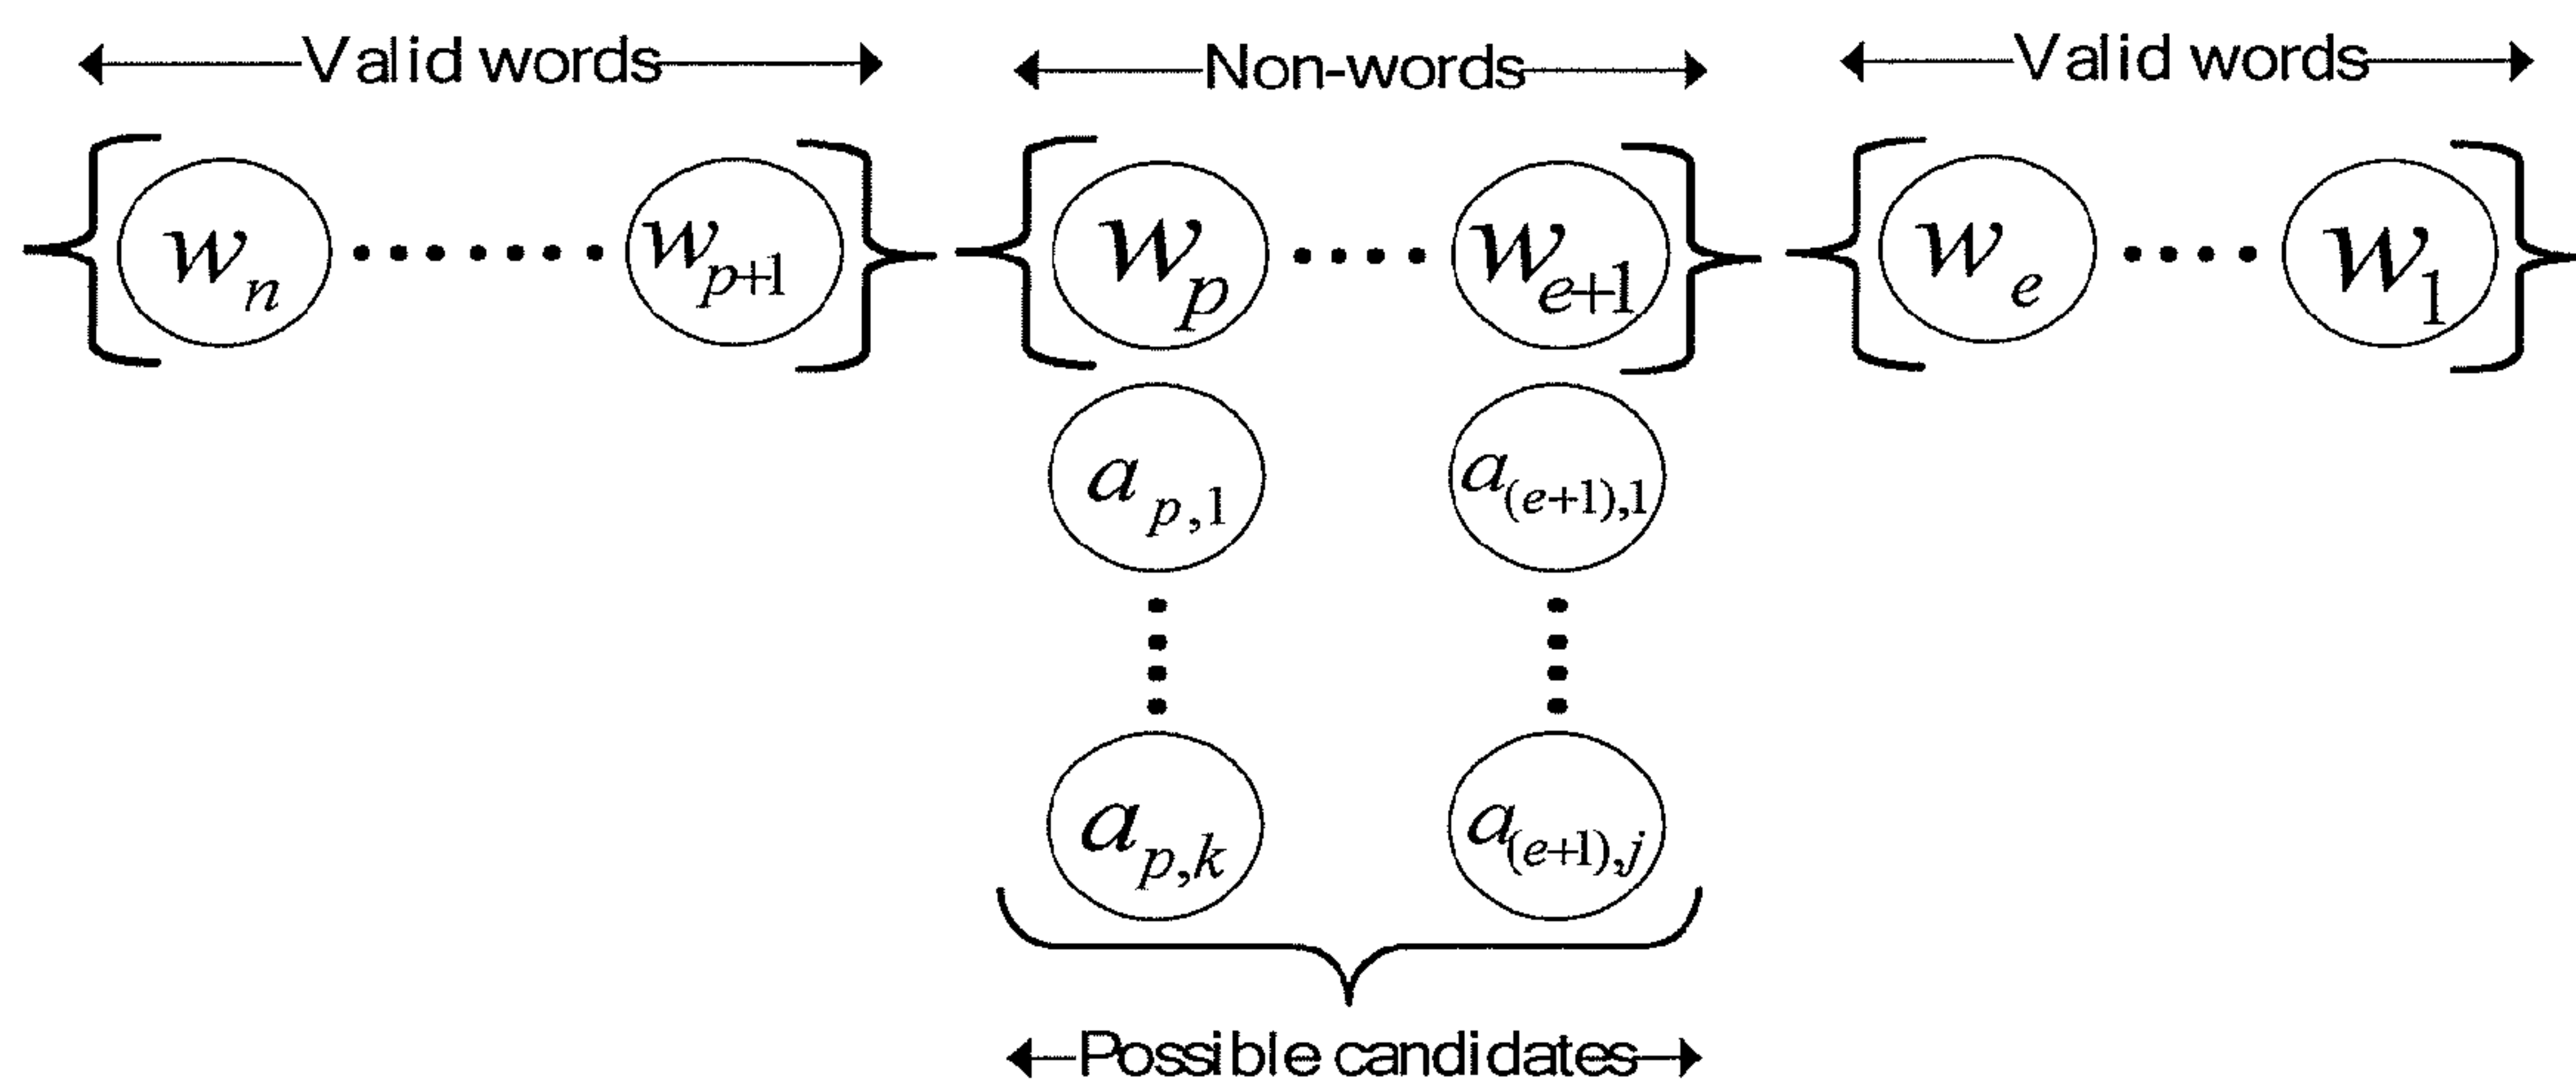 Valid words Non-words Valid words
w_n ....... w_{p+1} w_p .... w_{e+1} w_e .... w_1
a_{p,1} a_{(e+1),1}
a_{p,k} a_{(e+1),j}
Possible candidates